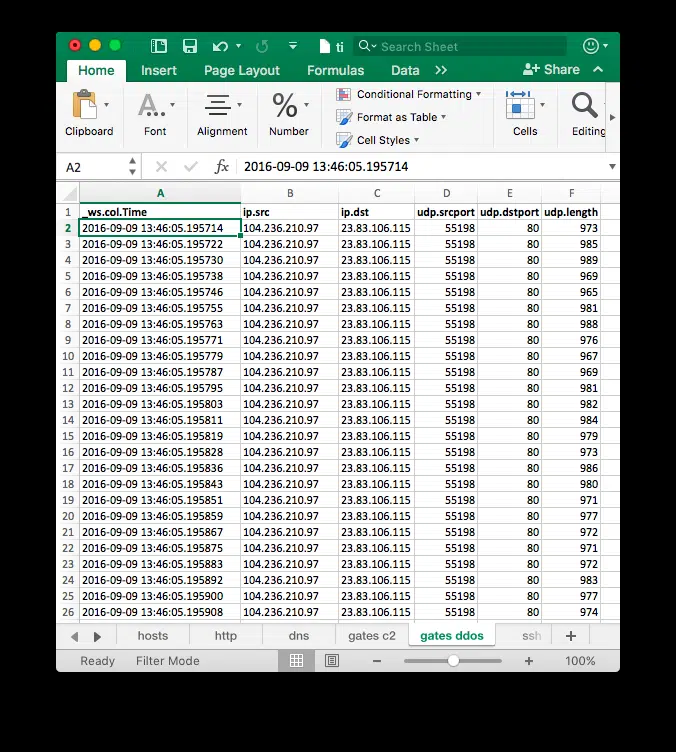 ti Search Sheet
Home Insert Page Layout Formulas Data >> Share
Clipboard Font Alignment % Number Conditional Formatting Format as Table Cell Styles Cells Editing
A2 fx 2016-09-09 13:46:05.195714
A B C D E F
1 _ws.col.Time ip.src ip.dst udp.srcport udp.dstport udp.length
2 2016-09-09 13:46:05.195714 104.236.210.97 23.83.106.115 55198 80 973
3 2016-09-09 13:46:05.195722 104.236.210.97 23.83.106.115 55198 80 985
4 2016-09-09 13:46:05.195730 104.236.210.97 23.83.106.115 55198 80 989
5 2016-09-09 13:46:05.195738 104.236.210.97 23.83.106.115 55198 80 969
6 2016-09-09 13:46:05.195746 104.236.210.97 23.83.106.115 55198 80 965
7 2016-09-09 13:46:05.195755 104.236.210.97 23.83.106.115 55198 80 981
8 2016-09-09 13:46:05.195763 104.236.210.97 23.83.106.115 55198 80 988
9 2016-09-09 13:46:05.195771 104.236.210.97 23.83.106.115 55198 80 976
10 2016-09-09 13:46:05.195779 104.236.210.97 23.83.106.115 55198 80 967
11 2016-09-09 13:46:05.195787 104.236.210.97 23.83.106.115 55198 80 969
12 2016-09-09 13:46:05.195795 104.236.210.97 23.83.106.115 55198 80 981
13 2016-09-09 13:46:05.195803 104.236.210.97 23.83.106.115 55198 80 982
14 2016-09-09 13:46:05.195811 104.236.210.97 23.83.106.115 55198 80 984
15 2016-09-09 13:46:05.195819 104.236.210.97 23.83.106.115 55198 80 979
16 2016-09-09 13:46:05.195828 104.236.210.97 23.83.106.115 55198 80 973
17 2016-09-09 13:46:05.195836 104.236.210.97 23.83.106.115 55198 80 986
18 2016-09-09 13:46:05.195843 104.236.210.97 23.83.106.115 55198 80 980
19 2016-09-09 13:46:05.195851 104.236.210.97 23.83.106.115 55198 80 971
20 2016-09-09 13:46:05.195859 104.236.210.97 23.83.106.115 55198 80 977
21 2016-09-09 13:46:05.195867 104.236.210.97 23.83.106.115 55198 80 972
22 2016-09-09 13:46:05.195875 104.236.210.97 23.83.106.115 55198 80 971
23 2016-09-09 13:46:05.195883 104.236.210.97 23.83.106.115 55198 80 972
24 2016-09-09 13:46:05.195892 104.236.210.97 23.83.106.115 55198 80 983
25 2016-09-09 13:46:05.195900 104.236.210.97 23.83.106.115 55198 80 977
26 2016-09-09 13:46:05.195908 104.236.210.97 23.83.106.115 55198 80 974
hosts http dns gates c2 gates ddos ssh +
Ready Filter Mode − + 100%